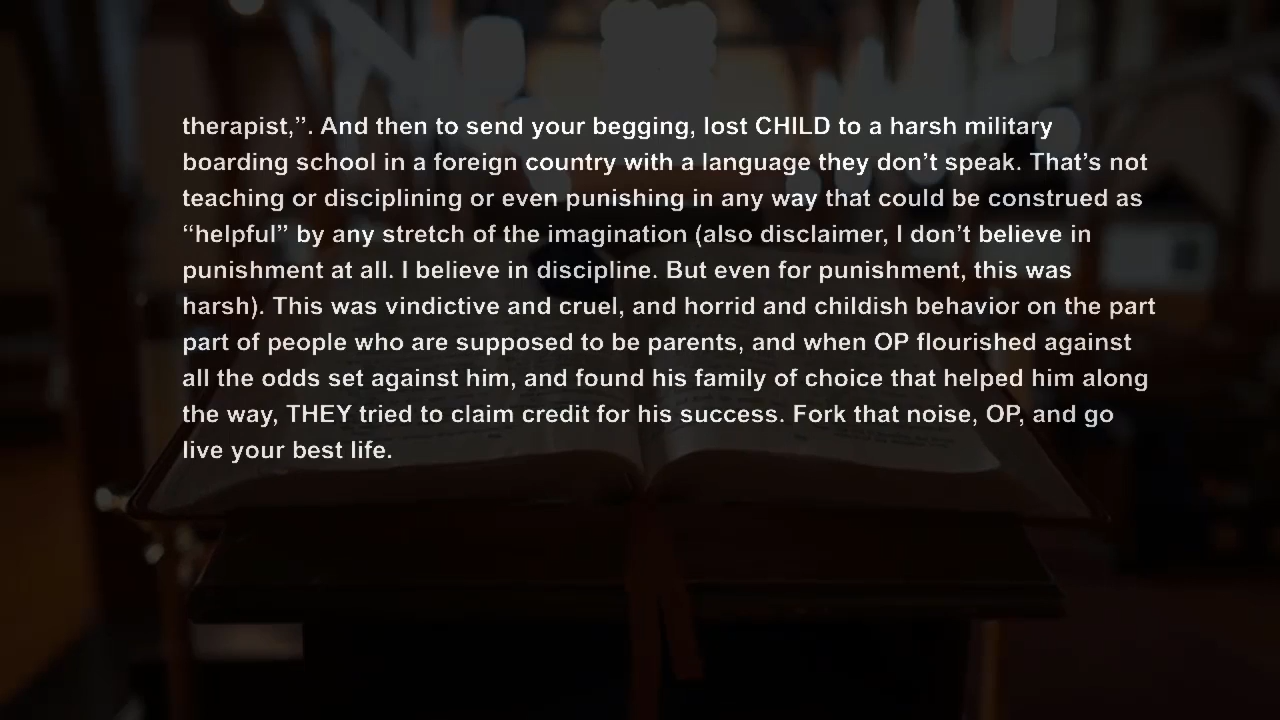 therapist,”. And then to send your begging, lost CHILD to a harsh military
boarding school in a foreign country with a language they don’t speak. That’s not
teaching or disciplining or even punishing in any way that could be construed as
“helpful” by any stretch of the imagination (also disclaimer, I don’t believe in
punishment at all. I believe in discipline. But even for punishment, this was
harsh). This was vindictive and cruel, and horrid and childish behavior on the part
part of people who are supposed to be parents, and when OP flourished against
all the odds set against him, and found his family of choice that helped him along
the way, THEY tried to claim credit for his success. Fork that noise, OP, and go
live your best life.